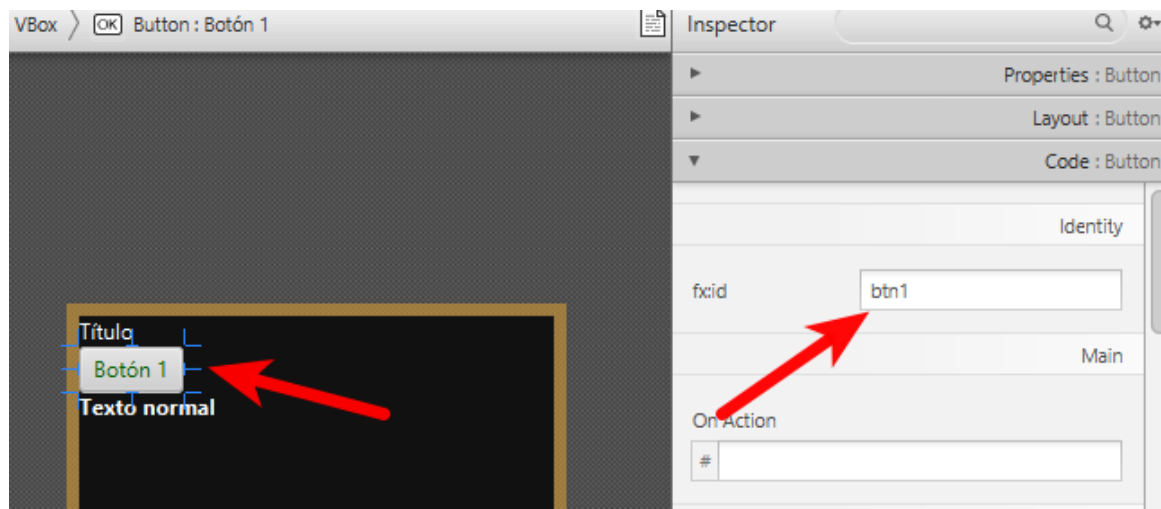 VBox OK Button : Botón 1
Inspector
Properties : Button
Layout : Button
Code : Button
Identity
fx:id btn1
Main
On Action
#
Título
Botón 1
Texto normal